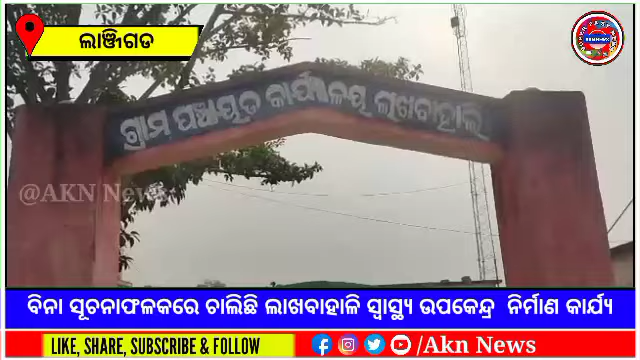 ଲାଞ୍ଜିଗଡ
ଗ୍ରାମ ପଞ୍ଚାୟତ କାର୍ଯ୍ୟାଳୟ ଲାଖବାହାଲି
@AKN News
ବିନା ସୂଚନାଫଳକରେ ଚାଲିଛି ଲାଖବାହାଳି ସ୍ୱାସ୍ଥ୍ୟ ଉପକେନ୍ଦ୍ର ନିର୍ମାଣ କାର୍ଯ୍ୟ
LIKE, SHARE, SUBSCRIBE & FOLLOW /Akn News